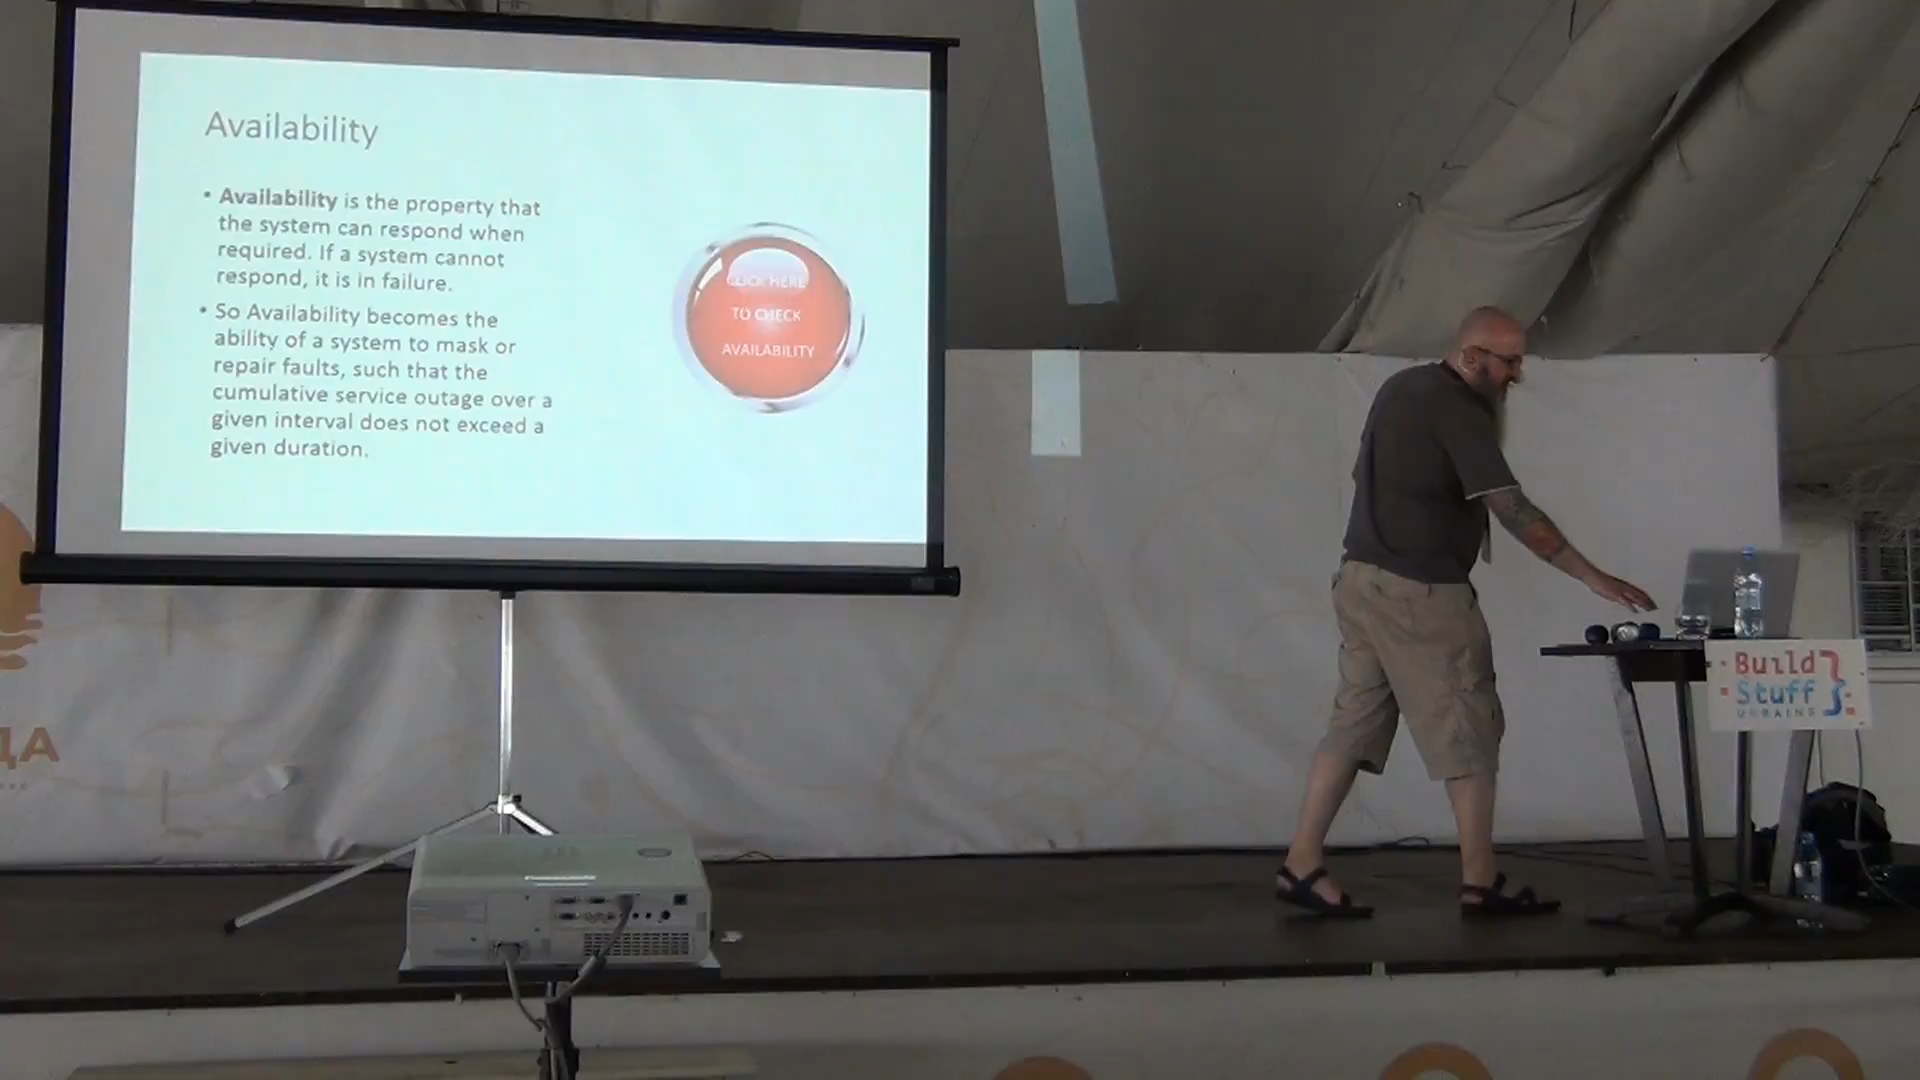 Availability
• Availability is the property that
the system can respond when
required. If a system cannot
respond, it is in failure.
• So Availability becomes the
ability of a system to mask or
repair faults, such that the
cumulative service outage over a
given interval does not exceed a
given duration.
CLICK HERE
TO CHECK
AVAILABILITY
Build
Stuff
UKRAINE
ДА